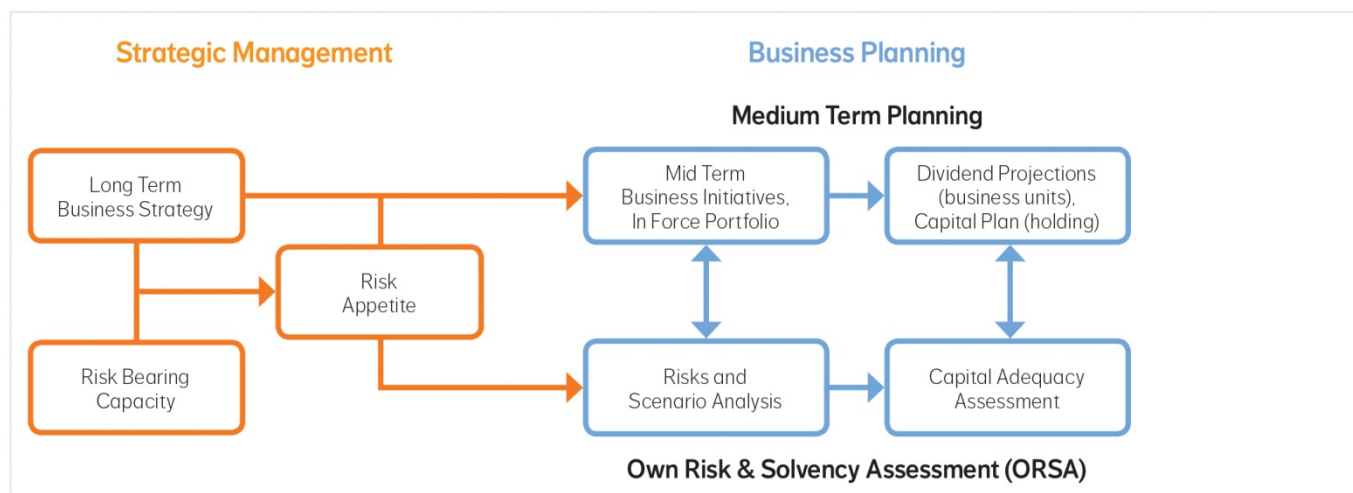 Strategic Management
Business Planning
Medium Term Planning
Long Term
Business Strategy
Risk
Appetite
Risk Bearing
Capacity
Mid Term
Business Initiatives,
In Force Portfolio
Dividend Projections
(business units),
Capital Plan (holding)
Risks and
Scenario Analysis
Capital Adequacy
Assessment
Own Risk & Solvency Assessment (ORSA)